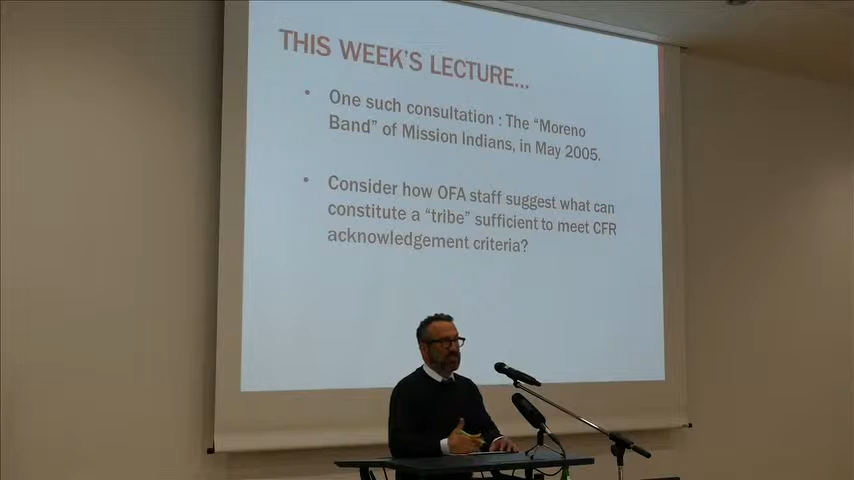 THIS WEEK'S LECTURE...
• One such consultation : The “Moreno
Band” of Mission Indians, in May 2005.
• Consider how OFA staff suggest what can
constitute a “tribe” sufficient to meet CFR
acknowledgement criteria?